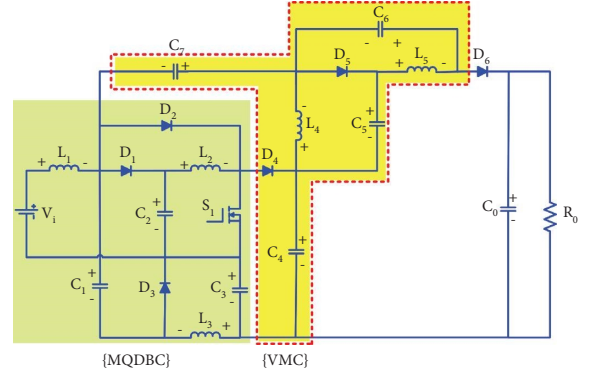 C₆
- +
C₇
- +
D₅
+ L₅ -
D₆
D₂
- L₄ +
C₅ + -
+ L₁ -
D₁
+ L₂ -
D₄
Vᵢ
C₂ + -
S₁
C₀ + -
R₀
C₄ + -
C₁ + -
D₃
C₃ + -
- L₃ +
{MQDBC}
{VMC}